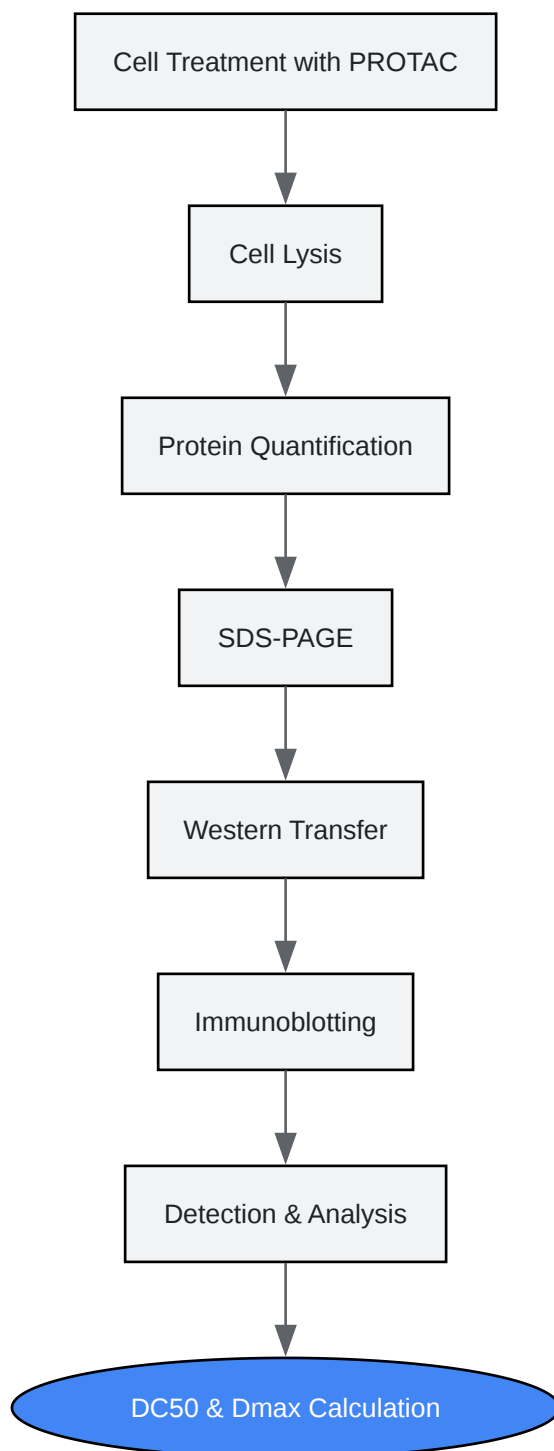 Cell Treatment with PROTAC
Cell Lysis
Protein Quantification
SDS-PAGE
Western Transfer
Immunoblotting
Detection & Analysis
DC50 & Dmax Calculation